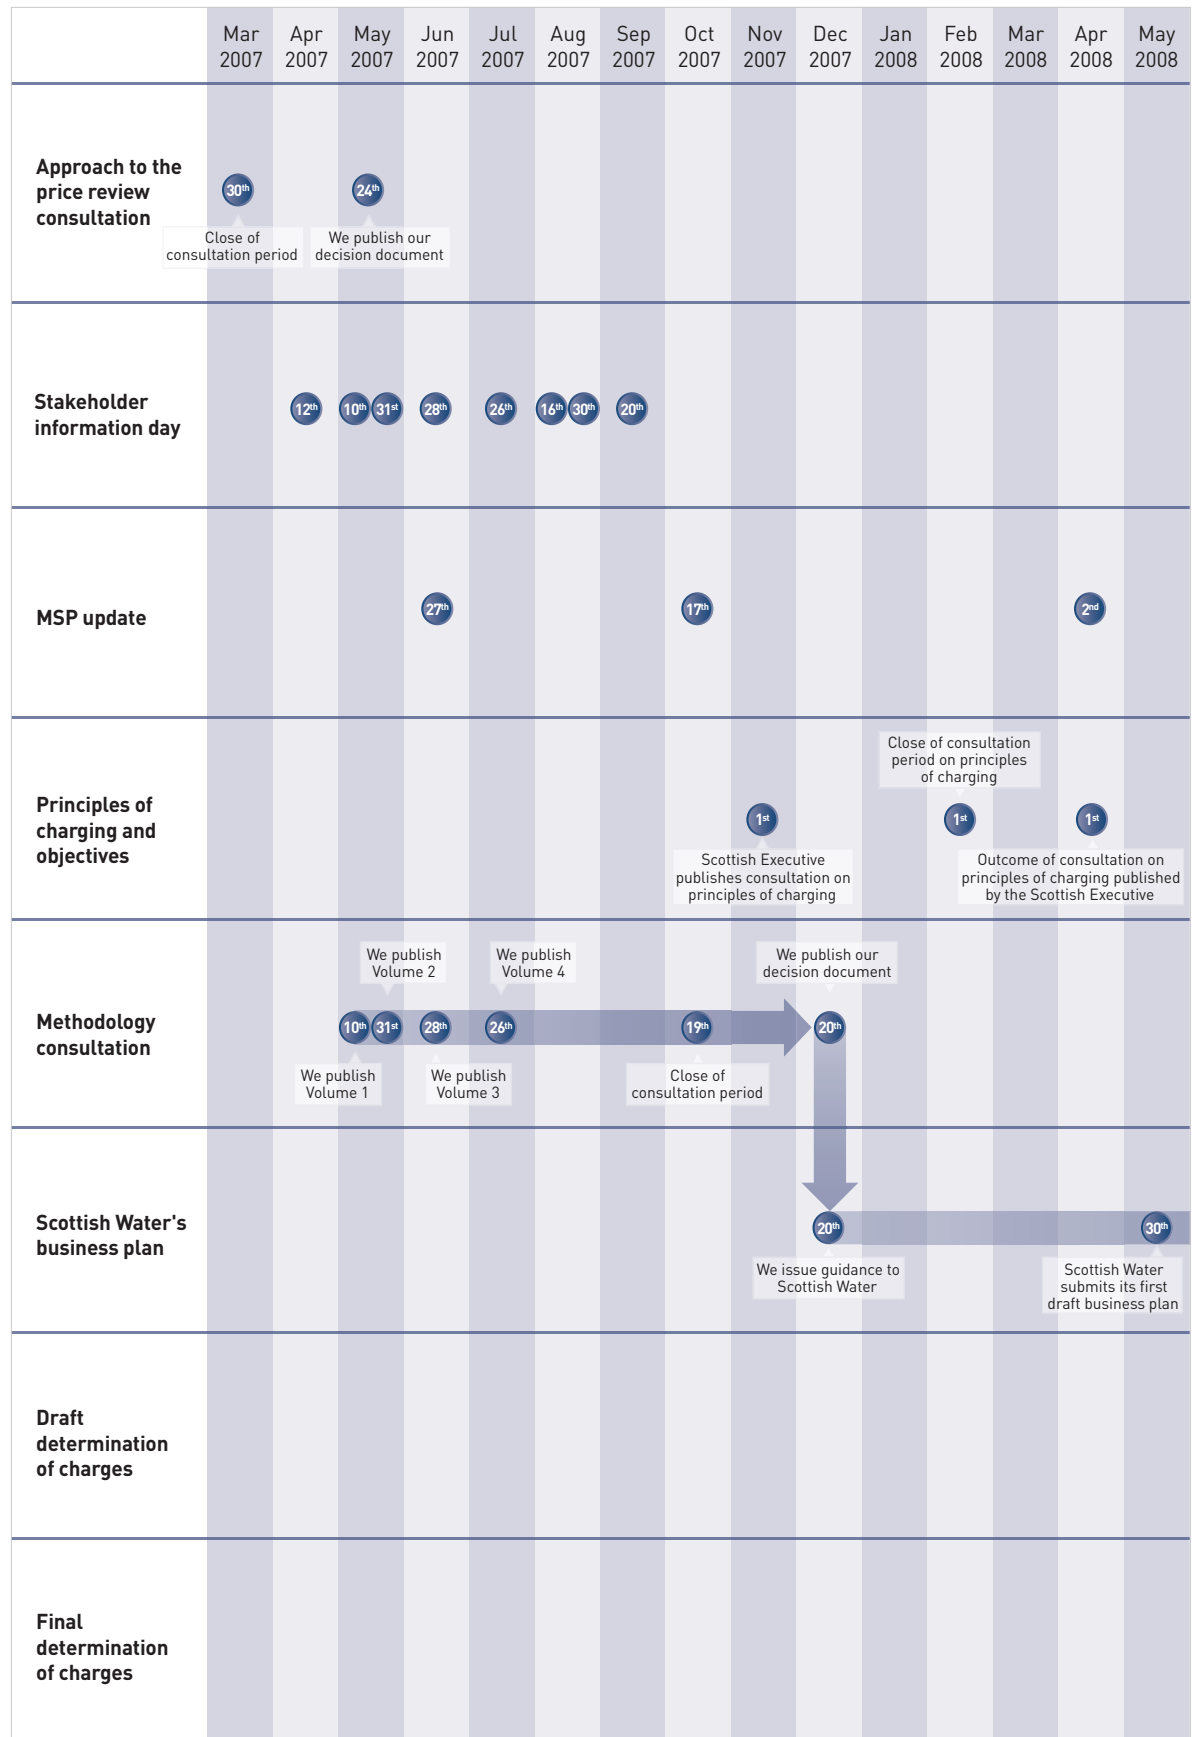 Mar
2007
Apr
2007
May
2007
Jun
2007
Jul
2007
Aug
2007
Sep
2007
Oct
2007
Nov
2007
Dec
2007
Jan
2008
Feb
2008
Mar
2008
Apr
2008
May
2008
Approach to the
price review
consultation
30th
24th
Close of
consultation period
We publish our
decision document
Stakeholder
information day
12th
10th
31st
28th
26th
16th
30th
20th
MSP update
27th
17th
2nd
Principles of
charging and
objectives
Close of consultation
period on principles
of charging
1st
1st
1st
Scottish Executive
publishes consultation on
principles of charging
Outcome of consultation on
principles of charging published
by the Scottish Executive
Methodology
consultation
We publish
Volume 2
We publish
Volume 4
We publish our
decision document
10th
31st
28th
26th
19th
20th
We publish
Volume 1
We publish
Volume 3
Close of
consultation period
Scottish Water's
business plan
20th
30th
We issue guidance to
Scottish Water
Scottish Water
submits its first
draft business plan
Draft
determination
of charges
Final
determination
of charges